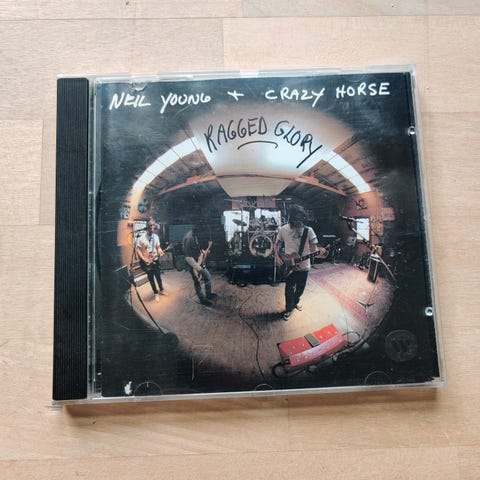 NEIL YOUNG + CRAZY HORSE
RAGGED GLORY